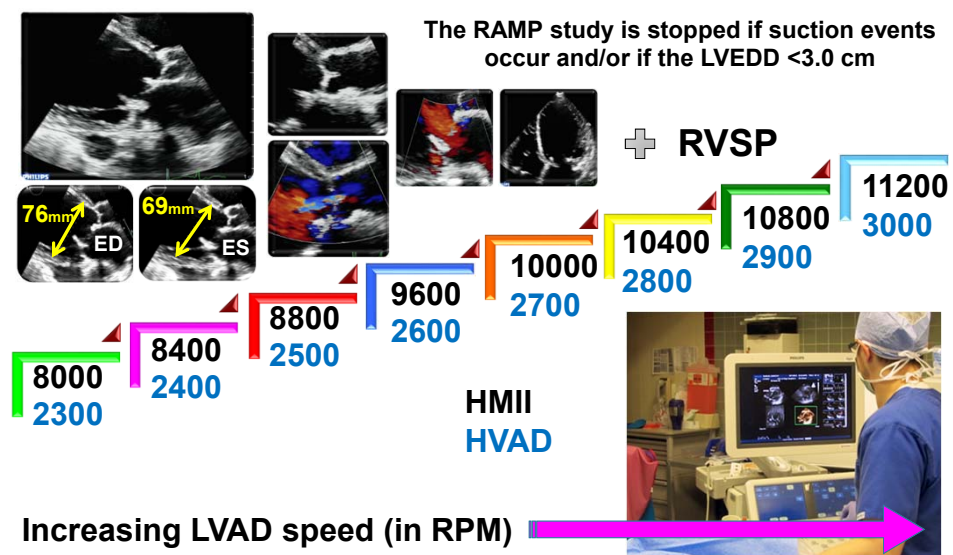 The RAMP study is stopped if suction events
occur and/or if the LVEDD <3.0 cm
PHILIPS
76mm
ED
69mm
ES
RVSP
8000
2300
8400
2400
8800
2500
9600
2600
10000
2700
10400
2800
10800
2900
11200
3000
HMII
HVAD
PHILIPS
Increasing LVAD speed (in RPM)